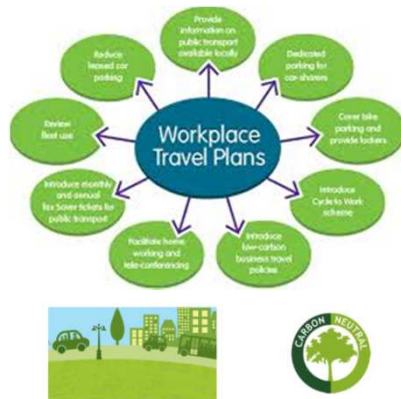 Provide
information on
public transport
available locally
Dedicated
parking for
car-sharers
Cover bike
parking and
provide lockers
Introduce
Cycle to Work
scheme
Introduce
low-carbon
business travel
policies
Facilitate home
working and
tele-conferencing
Introduce monthly
and annual
Tax Saver tickets for
public transport
Review
fleet use
Reduce
leased car
parking
Workplace
Travel Plans
CARBON NEUTRAL